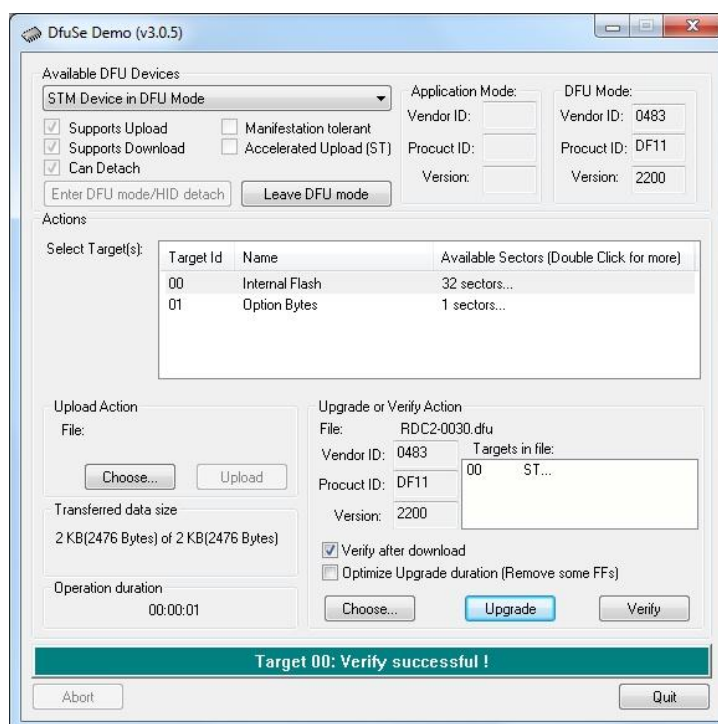 DfuSe Demo (v3.0.5)
Available DFU Devices
STM Device in DFU Mode
Supports Upload
Manifestation tolerant
Supports Download
Accelerated Upload (ST)
Can Detach
Enter DFU mode/HID detach
Leave DFU mode
Application Mode:
Vendor ID:
Procuct ID:
Version:
DFU Mode:
Vendor ID: 0483
Procuct ID: DF11
Version: 2200
Actions
Select Target(s):
Target Id Name Available Sectors (Double Click for more)
00 Internal Flash 32 sectors...
01 Option Bytes 1 sectors...
Upload Action
File:
Choose... Upload
Transferred data size
2 KB(2476 Bytes) of 2 KB(2476 Bytes)
Operation duration
00:00:01
Upgrade or Verify Action
File: RDC2-0030.dfu
Vendor ID: 0483
Procuct ID: DF11
Version: 2200
Targets in file:
00 ST...
Verify after download
Optimize Upgrade duration (Remove some FFs)
Choose... Upgrade Verify
Target 00: Verify successful !
Abort Quit